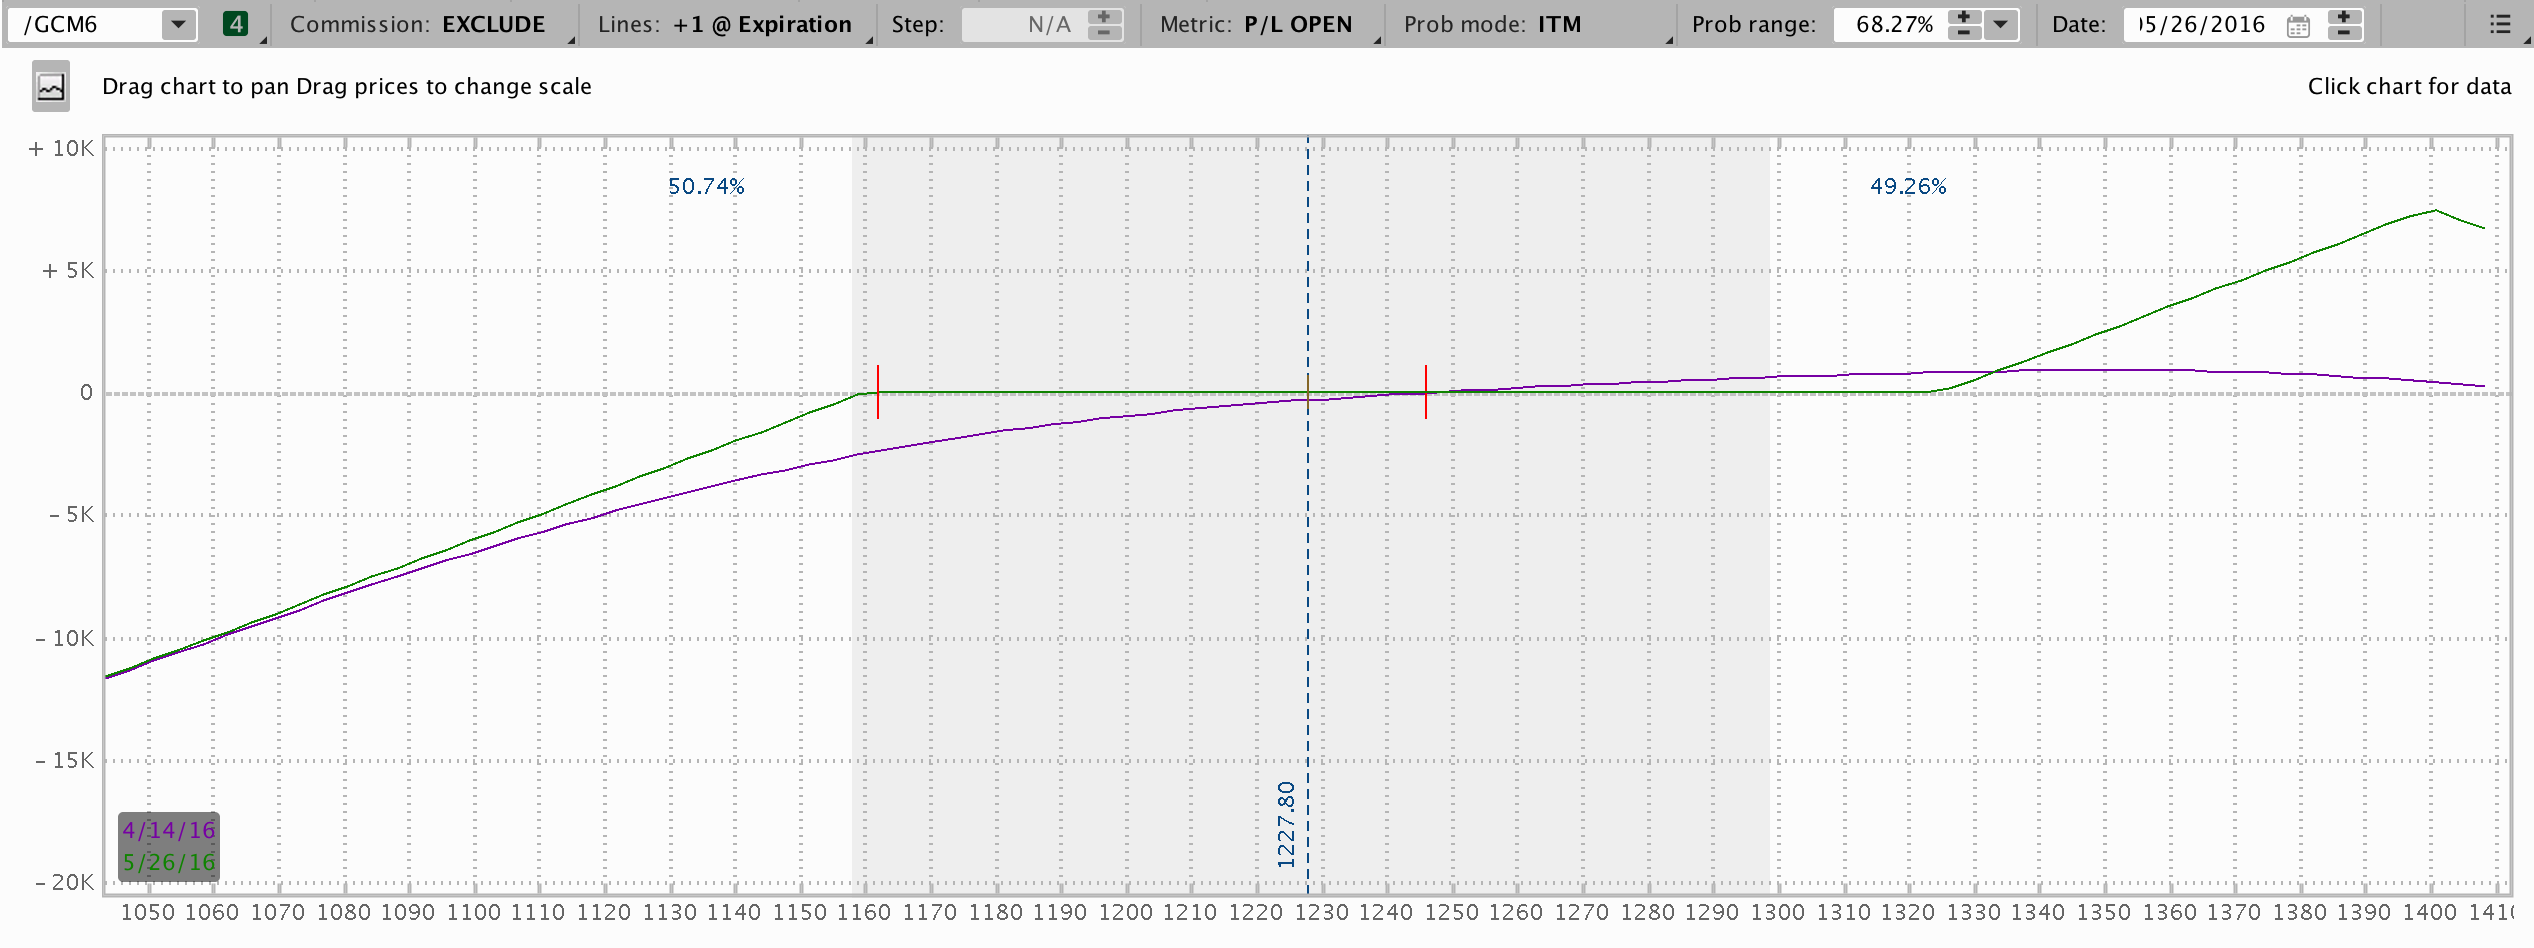 /GCM6 4 Commission: EXCLUDE Lines: +1 @ Expiration Step: N/A Metric: P/L OPEN Prob mode: ITM Prob range: 68.27% Date: 05/26/2016
Drag chart to pan Drag prices to change scale Click chart for data
+ 10K
50.74% 49.26%
+ 5K
0
- 5K
- 10K
- 15K
1227.80
4/14/16
5/26/16
- 20K
1050 1060 1070 1080 1090 1100 1110 1120 1130 1140 1150 1160 1170 1180 1190 1200 1210 1220 1230 1240 1250 1260 1270 1280 1290 1300 1310 1320 1330 1340 1350 1360 1370 1380 1390 1400 1410